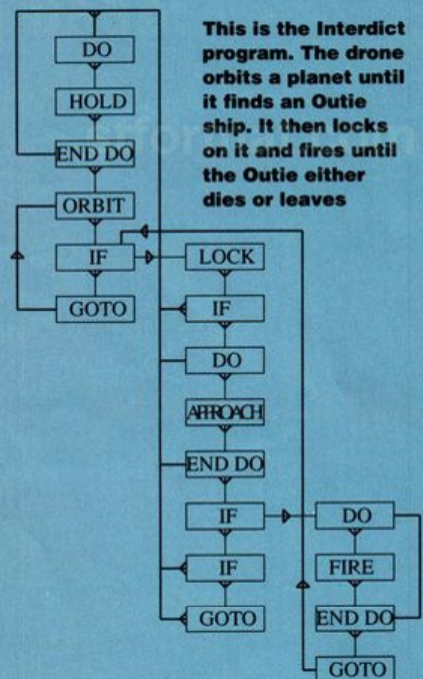 This is the Interdict
program. The drone
orbits a planet until
it finds an Outie
ship. It then locks
on it and fires until
the Outie either
dies or leaves
DO
HOLD
END DO
ORBIT
IF
GOTO
LOCK
IF
DO
APPROACH
END DO
IF
IF
GOTO
DO
FIRE
END DO
GOTO